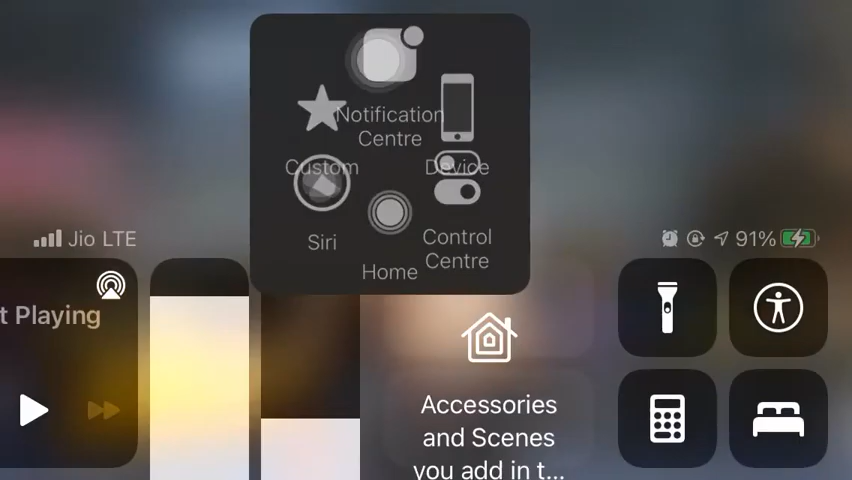 Notification
Centre
Custom
Device
Siri
Control
Centre
Home
Jio LTE
91%
t Playing
Accessories
and Scenes
you add in t...